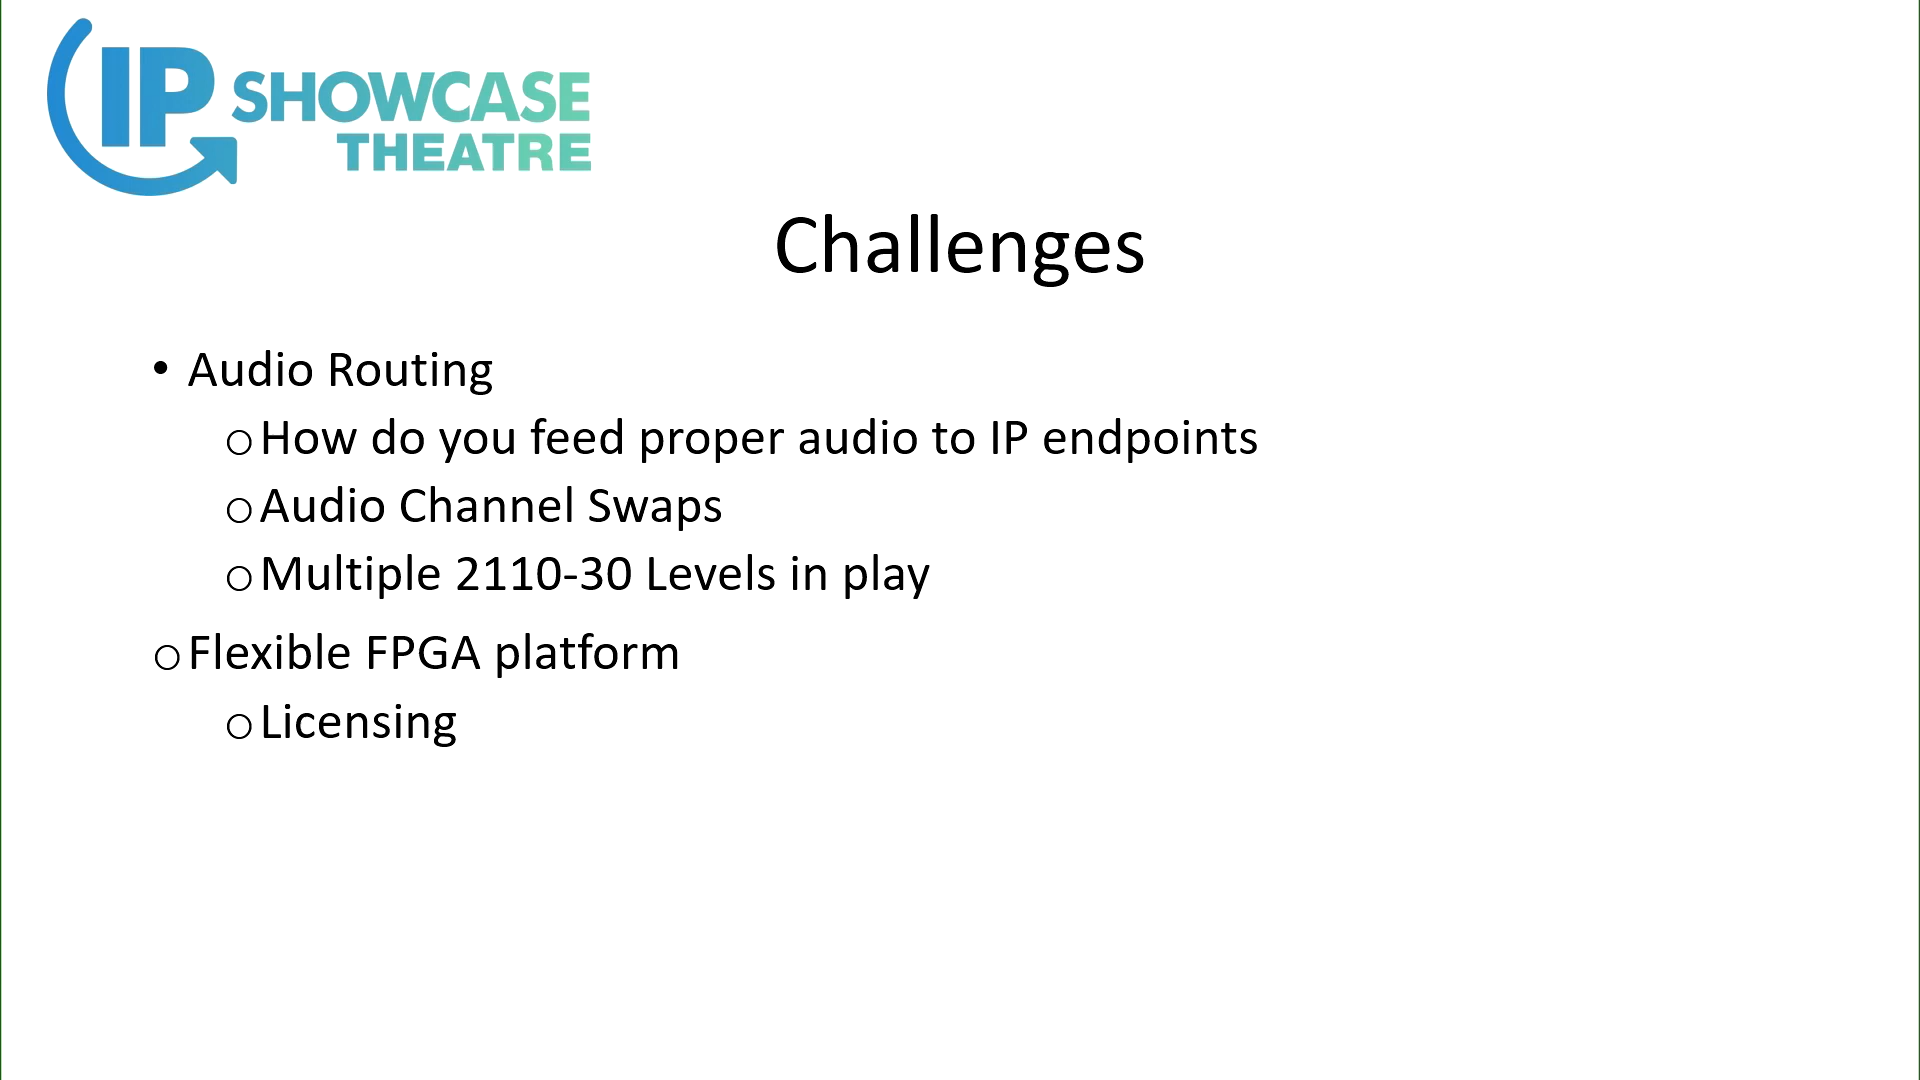 IP SHOWCASE
THEATRE
Challenges
• Audio Routing
○ How do you feed proper audio to IP endpoints
○ Audio Channel Swaps
○ Multiple 2110-30 Levels in play
○ Flexible FPGA platform
○ Licensing